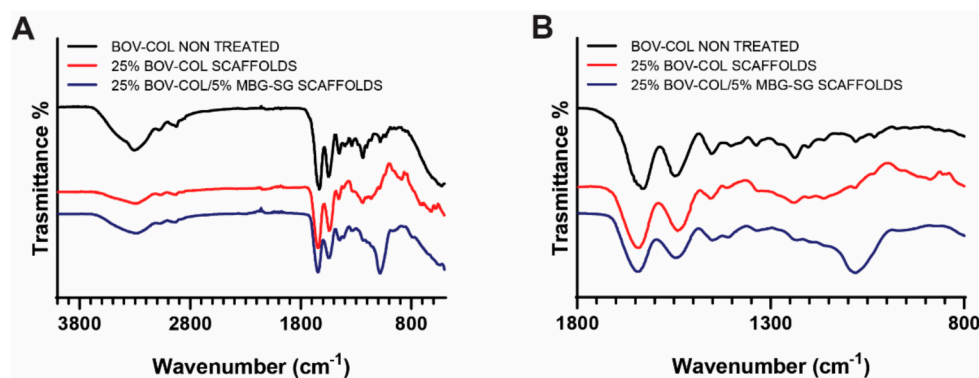 A
BOV-COL NON TREATED
25% BOV-COL SCAFFOLDS
25% BOV-COL/5% MBG-SG SCAFFOLDS
Trasmittance %
3800 2800 1800 800
Wavenumber (cm⁻¹)
B
BOV-COL NON TREATED
25% BOV-COL SCAFFOLDS
25% BOV-COL/5% MBG-SG SCAFFOLDS
Trasmittance %
1800 1300 800
Wavenumber (cm⁻¹)